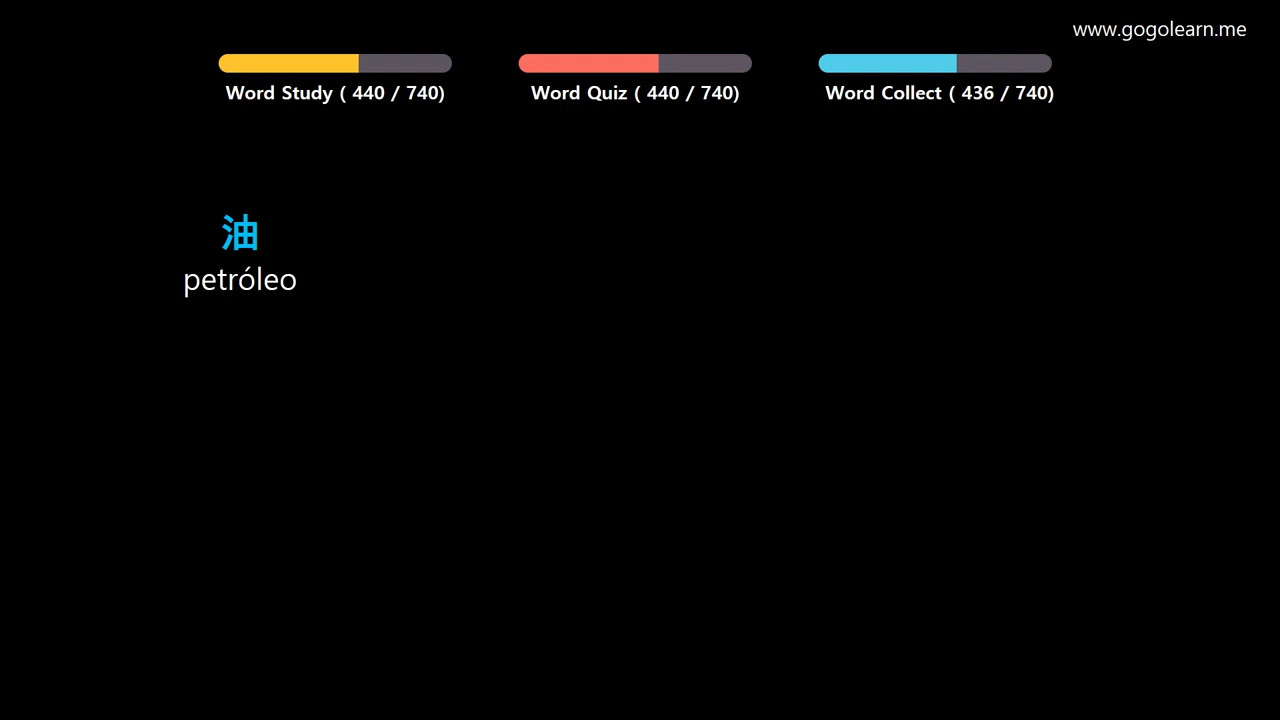 www.gogolearn.me
Word Study ( 440 / 740)
Word Quiz ( 440 / 740)
Word Collect ( 436 / 740)
油
petróleo